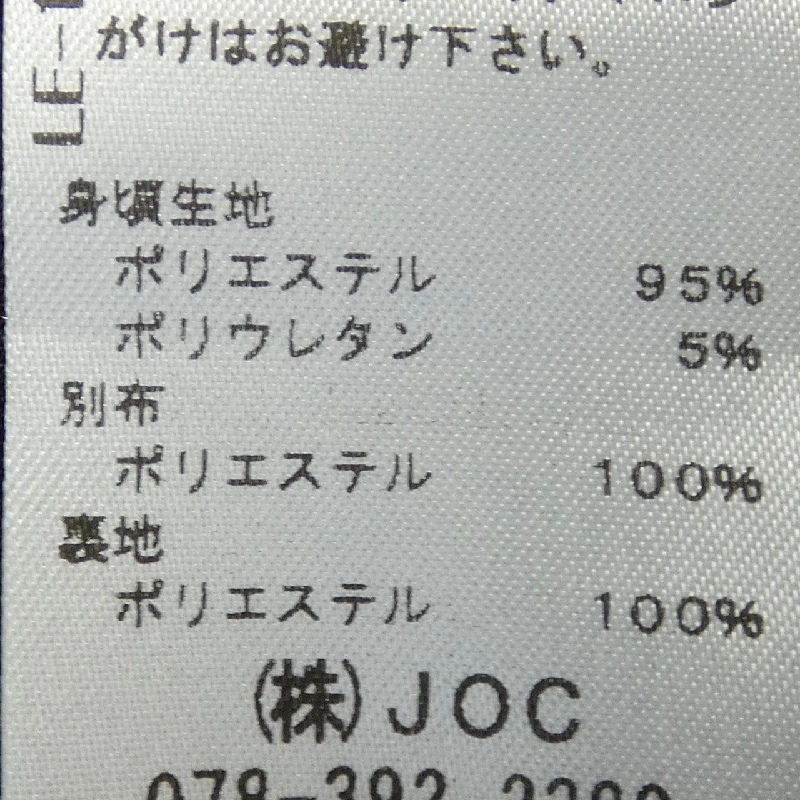 がけはお避け下さい。
身頃生地
ポリエステル 95%
ポリウレタン 5%
別布
ポリエステル 100%
裏地
ポリエステル 100%
(株)JOC
078-392